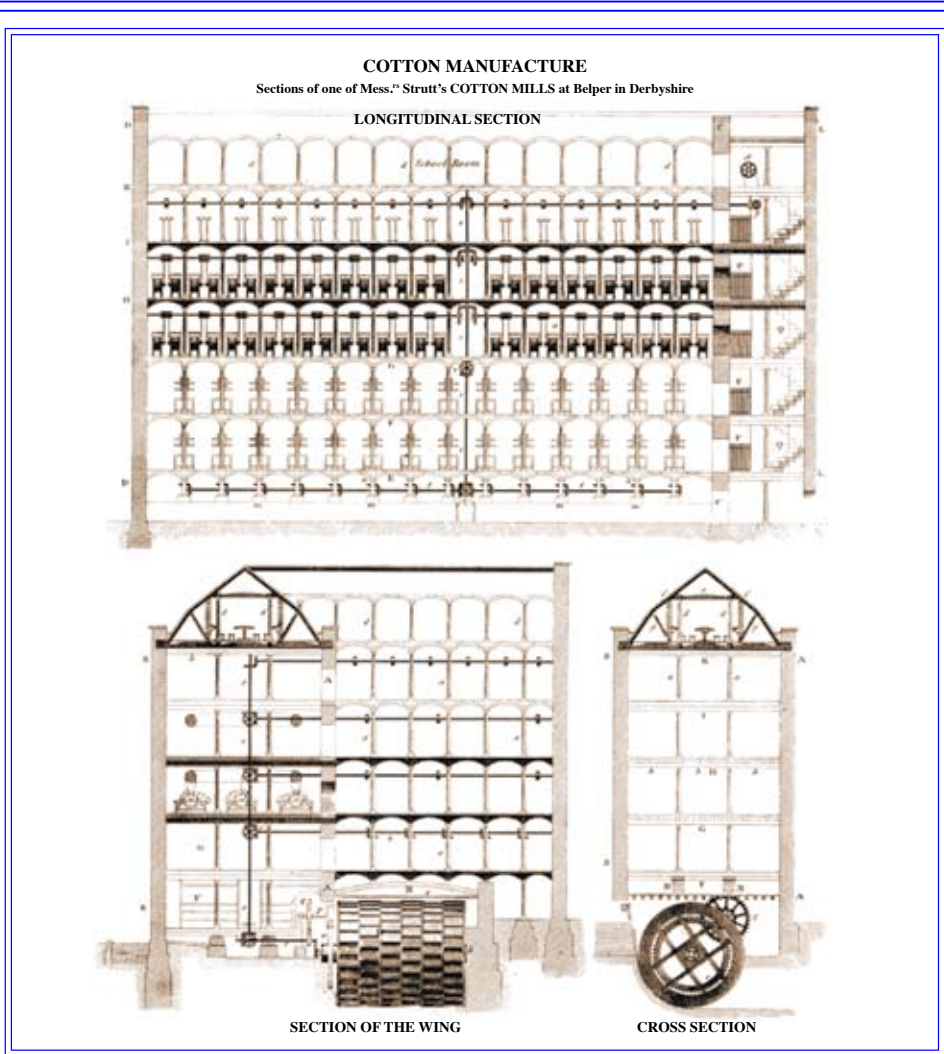 COTTON MANUFACTURE
Sections of one of Mess.rs Strutt's COTTON MILLS at Belper in Derbyshire
LONGITUDINAL SECTION
School Room
SECTION OF THE WING
CROSS SECTION